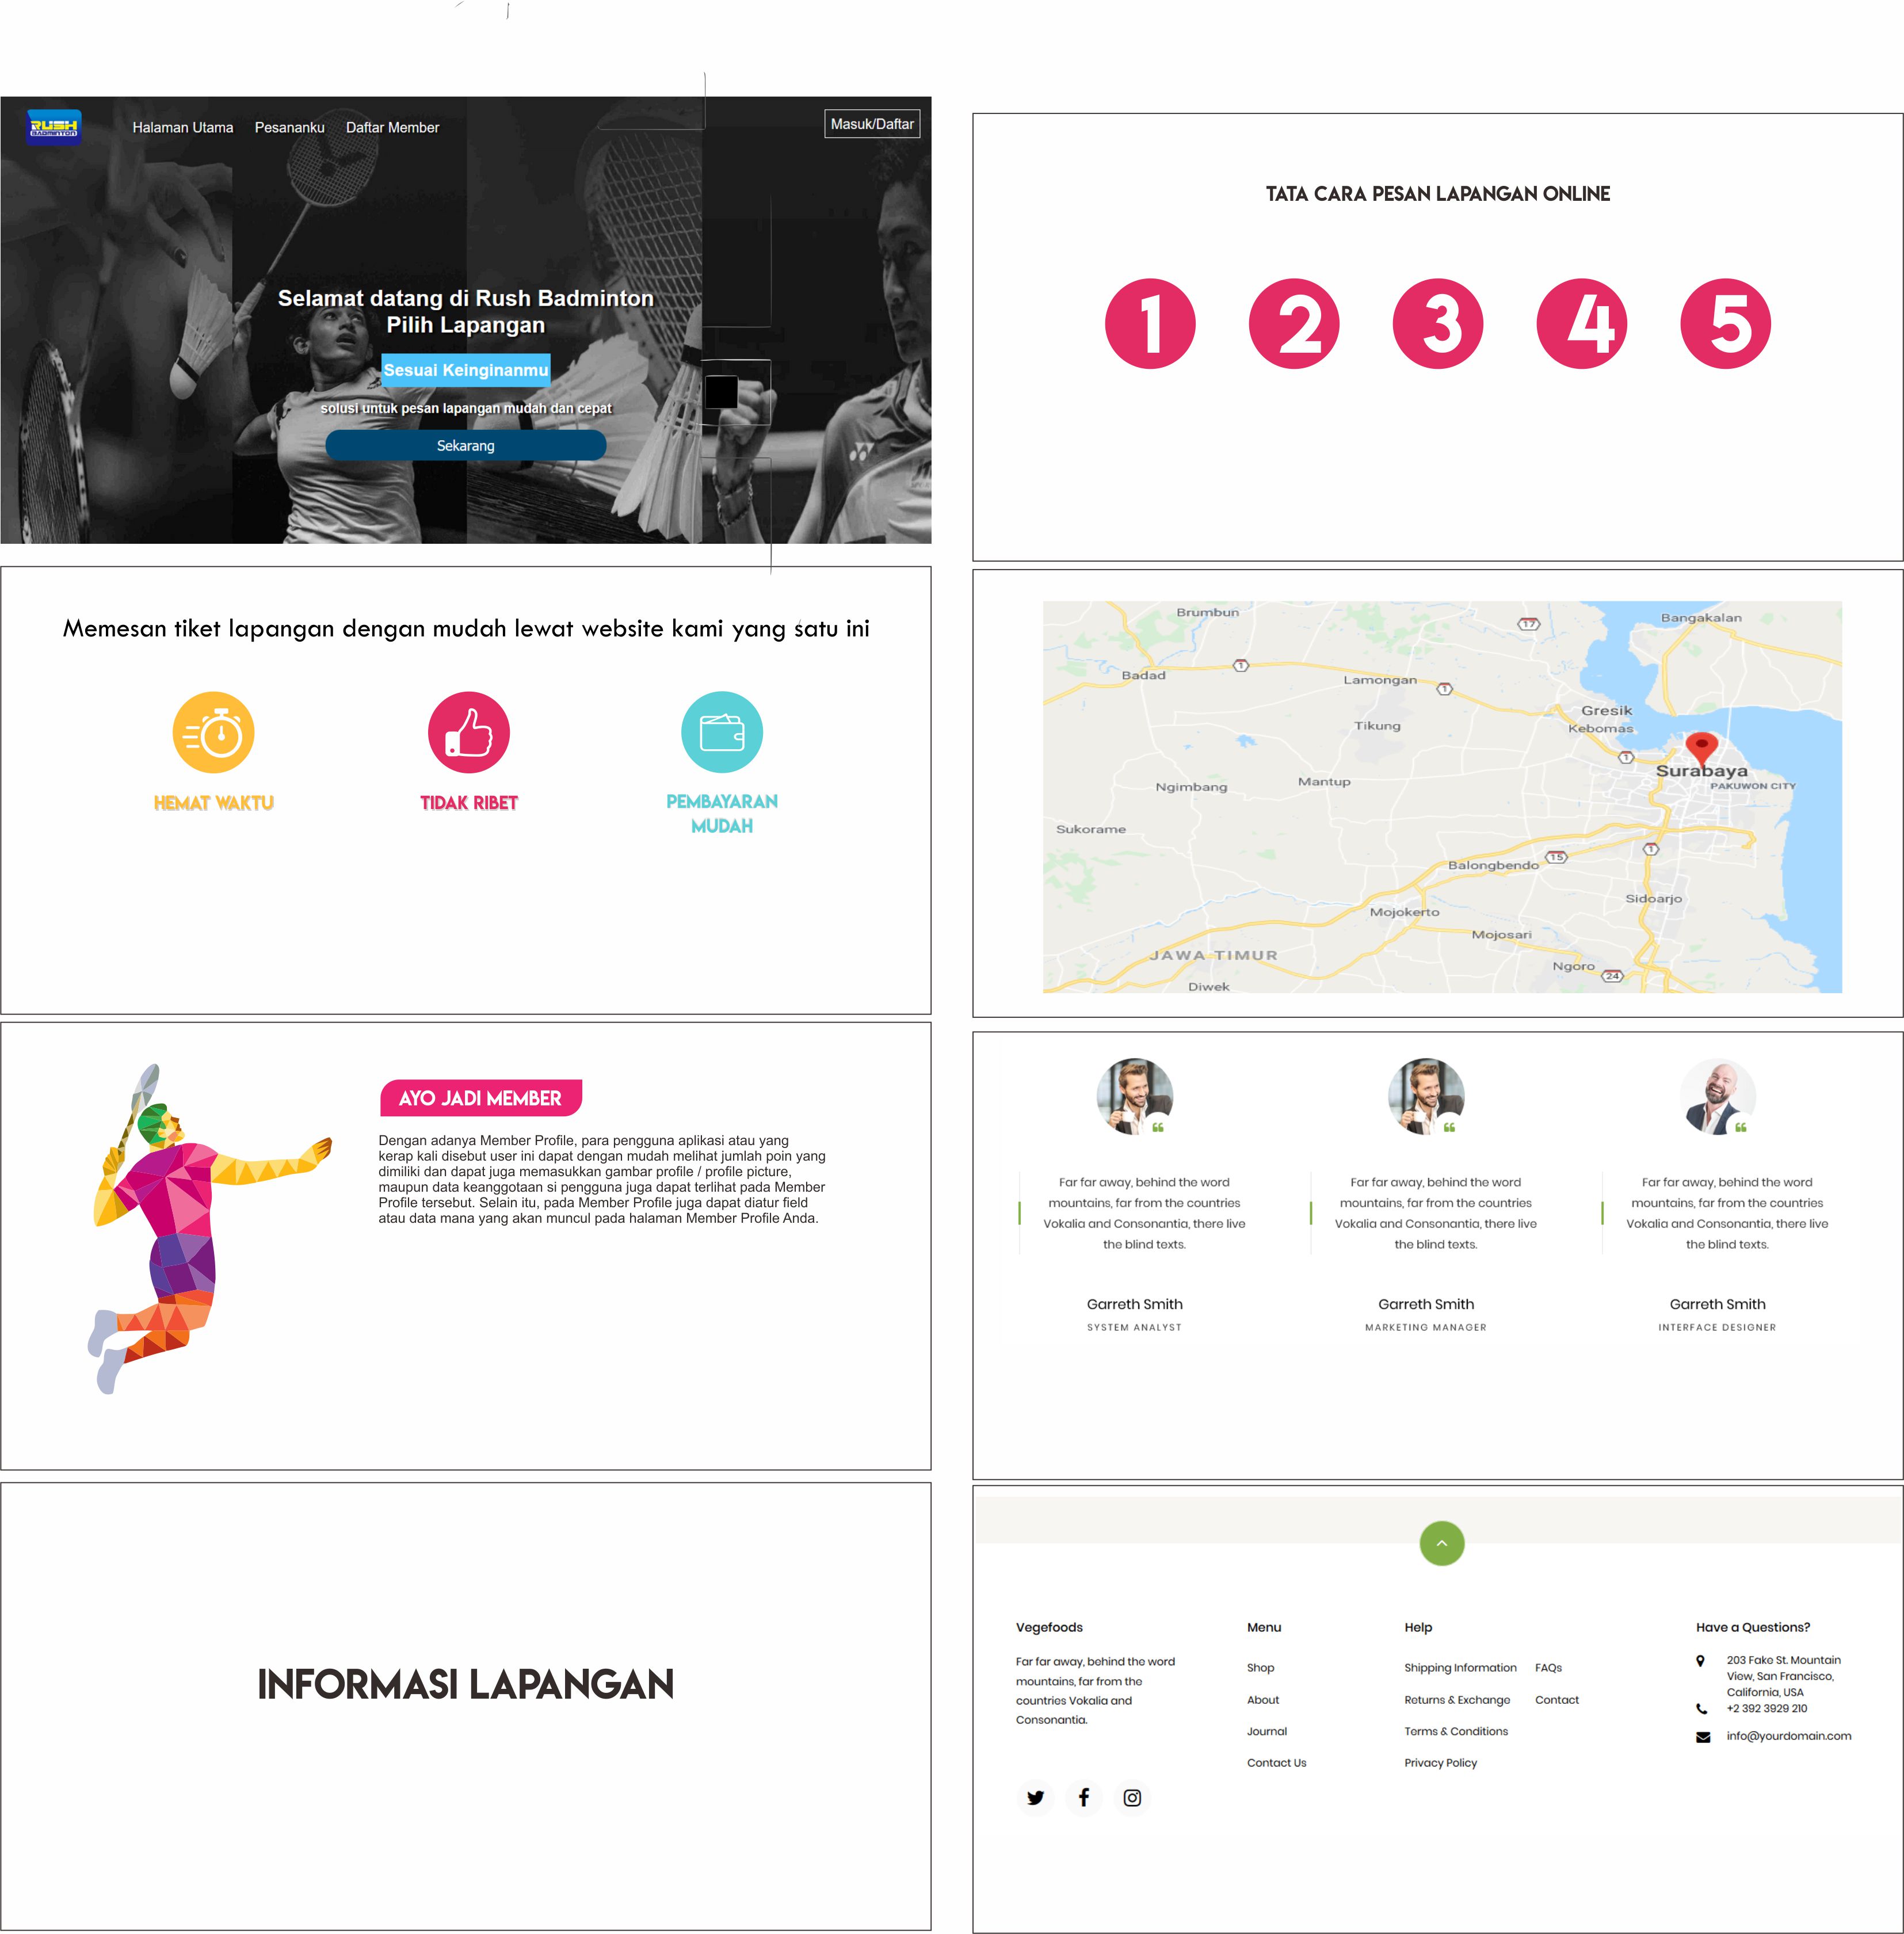 RUSH
BADMINTON
Halaman Utama
Pesananku
Daftar Member
Masuk/Daftar
Selamat datang di Rush Badminton
Pilih Lapangan
Sesuai Keinginanmu
solusi untuk pesan lapangan mudah dan cepat
Sekarang
Memesan tiket lapangan dengan mudah lewat website kami yang satu ini
HEMAT WAKTU
TIDAK RIBET
PEMBAYARAN
MUDAH
AYO JADI MEMBER
Dengan adanya Member Profile, para pengguna aplikasi atau yang
kerap kali disebut user ini dapat dengan mudah melihat jumlah poin yang
dimiliki dan dapat juga memasukkan gambar profile / profile picture,
maupun data keanggotaan si pengguna juga dapat terlihat pada Member
Profile tersebut. Selain itu, pada Member Profile juga dapat diatur field
atau data mana yang akan muncul pada halaman Member Profile Anda.
INFORMASI LAPANGAN
TATA CARA PESAN LAPANGAN ONLINE
1 2 3 4 5
Brumbun
17
Bangakalan
1
Badad
Lamongan
1
Gresik
Tikung
Kebomas
1
Surabaya
PAKUWON CITY
Ngimbang
Mantup
Sukorame
1
Balongbendo
15
Sidoarjo
Mojokerto
Mojosari
JAWA TIMUR
Ngoro
24
Diwek
Far far away, behind the word
mountains, far from the countries
Vokalia and Consonantia, there live
the blind texts.
Garreth Smith
SYSTEM ANALYST
Far far away, behind the word
mountains, far from the countries
Vokalia and Consonantia, there live
the blind texts.
Garreth Smith
MARKETING MANAGER
Far far away, behind the word
mountains, far from the countries
Vokalia and Consonantia, there live
the blind texts.
Garreth Smith
INTERFACE DESIGNER
Vegefoods
Far far away, behind the word
mountains, far from the
countries Vokalia and
Consonantia.
Menu
Shop
About
Journal
Contact Us
Help
Shipping Information
Returns & Exchange
Terms & Conditions
Privacy Policy
FAQs
Contact
Have a Questions?
203 Fake St. Mountain
View, San Francisco,
California, USA
+2 392 3929 210
info@yourdomain.com